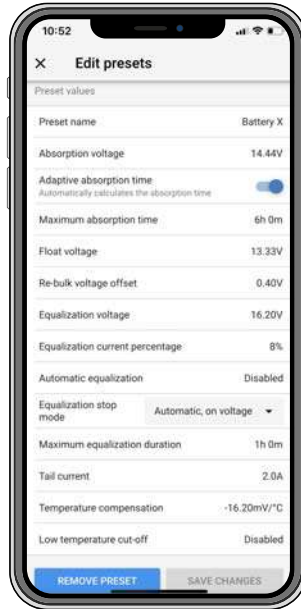 10:52
× Edit presets
Preset values
Preset name Battery X
Absorption voltage 14.44V
Adaptive absorption time
Automatically calculates the absorption time
Maximum absorption time 6h 0m
Float voltage 13.33V
Re-bulk voltage offset 0.40V
Equalization voltage 16.20V
Equalization current percentage 8%
Automatic equalization Disabled
Equalization stop
mode Automatic, on voltage
Maximum equalization duration 1h 0m
Tail current 2.0A
Temperature compensation -16.20mV/°C
Low temperature cut-off Disabled
REMOVE PRESET SAVE CHANGES